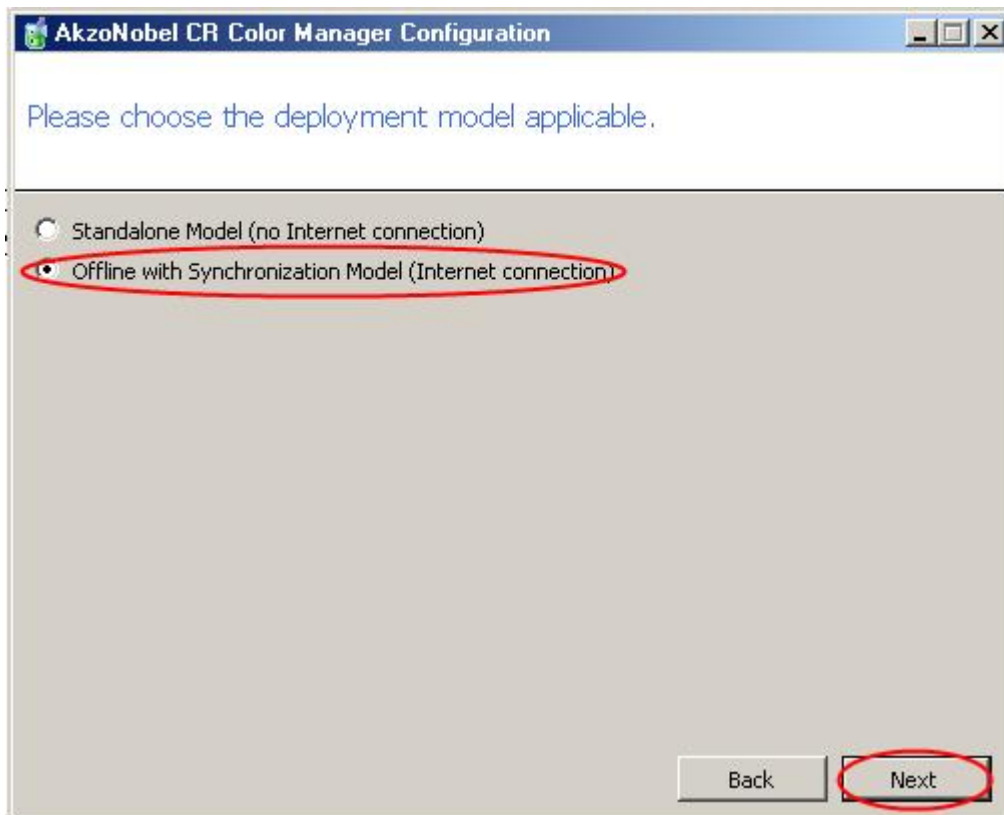 AkzoNobel CR Color Manager Configuration
Please choose the deployment model applicable.
Standalone Model (no Internet connection)
Offline with Synchronization Model (Internet connection)
Back Next